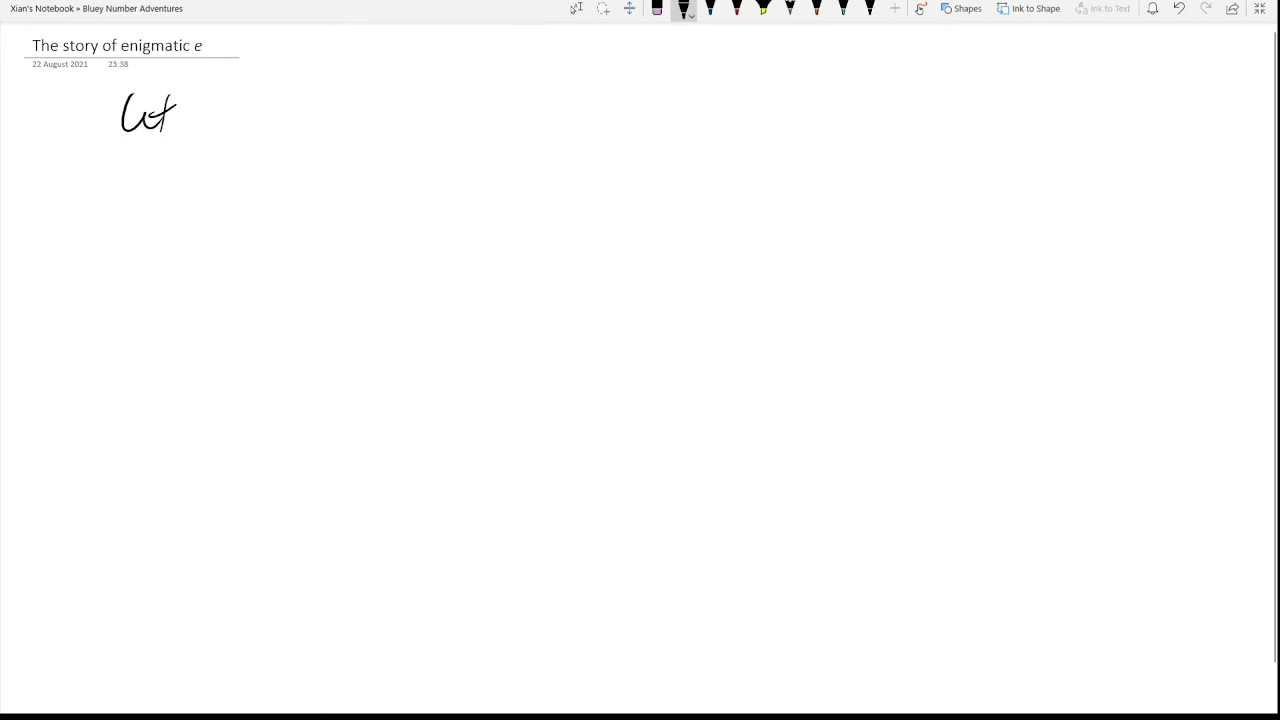 Xian's Notebook » Bluey Number Adventures
Shapes
Ink to Shape
Ink to Text
The story of enigmatic e
22 August 2021 23:38
Let